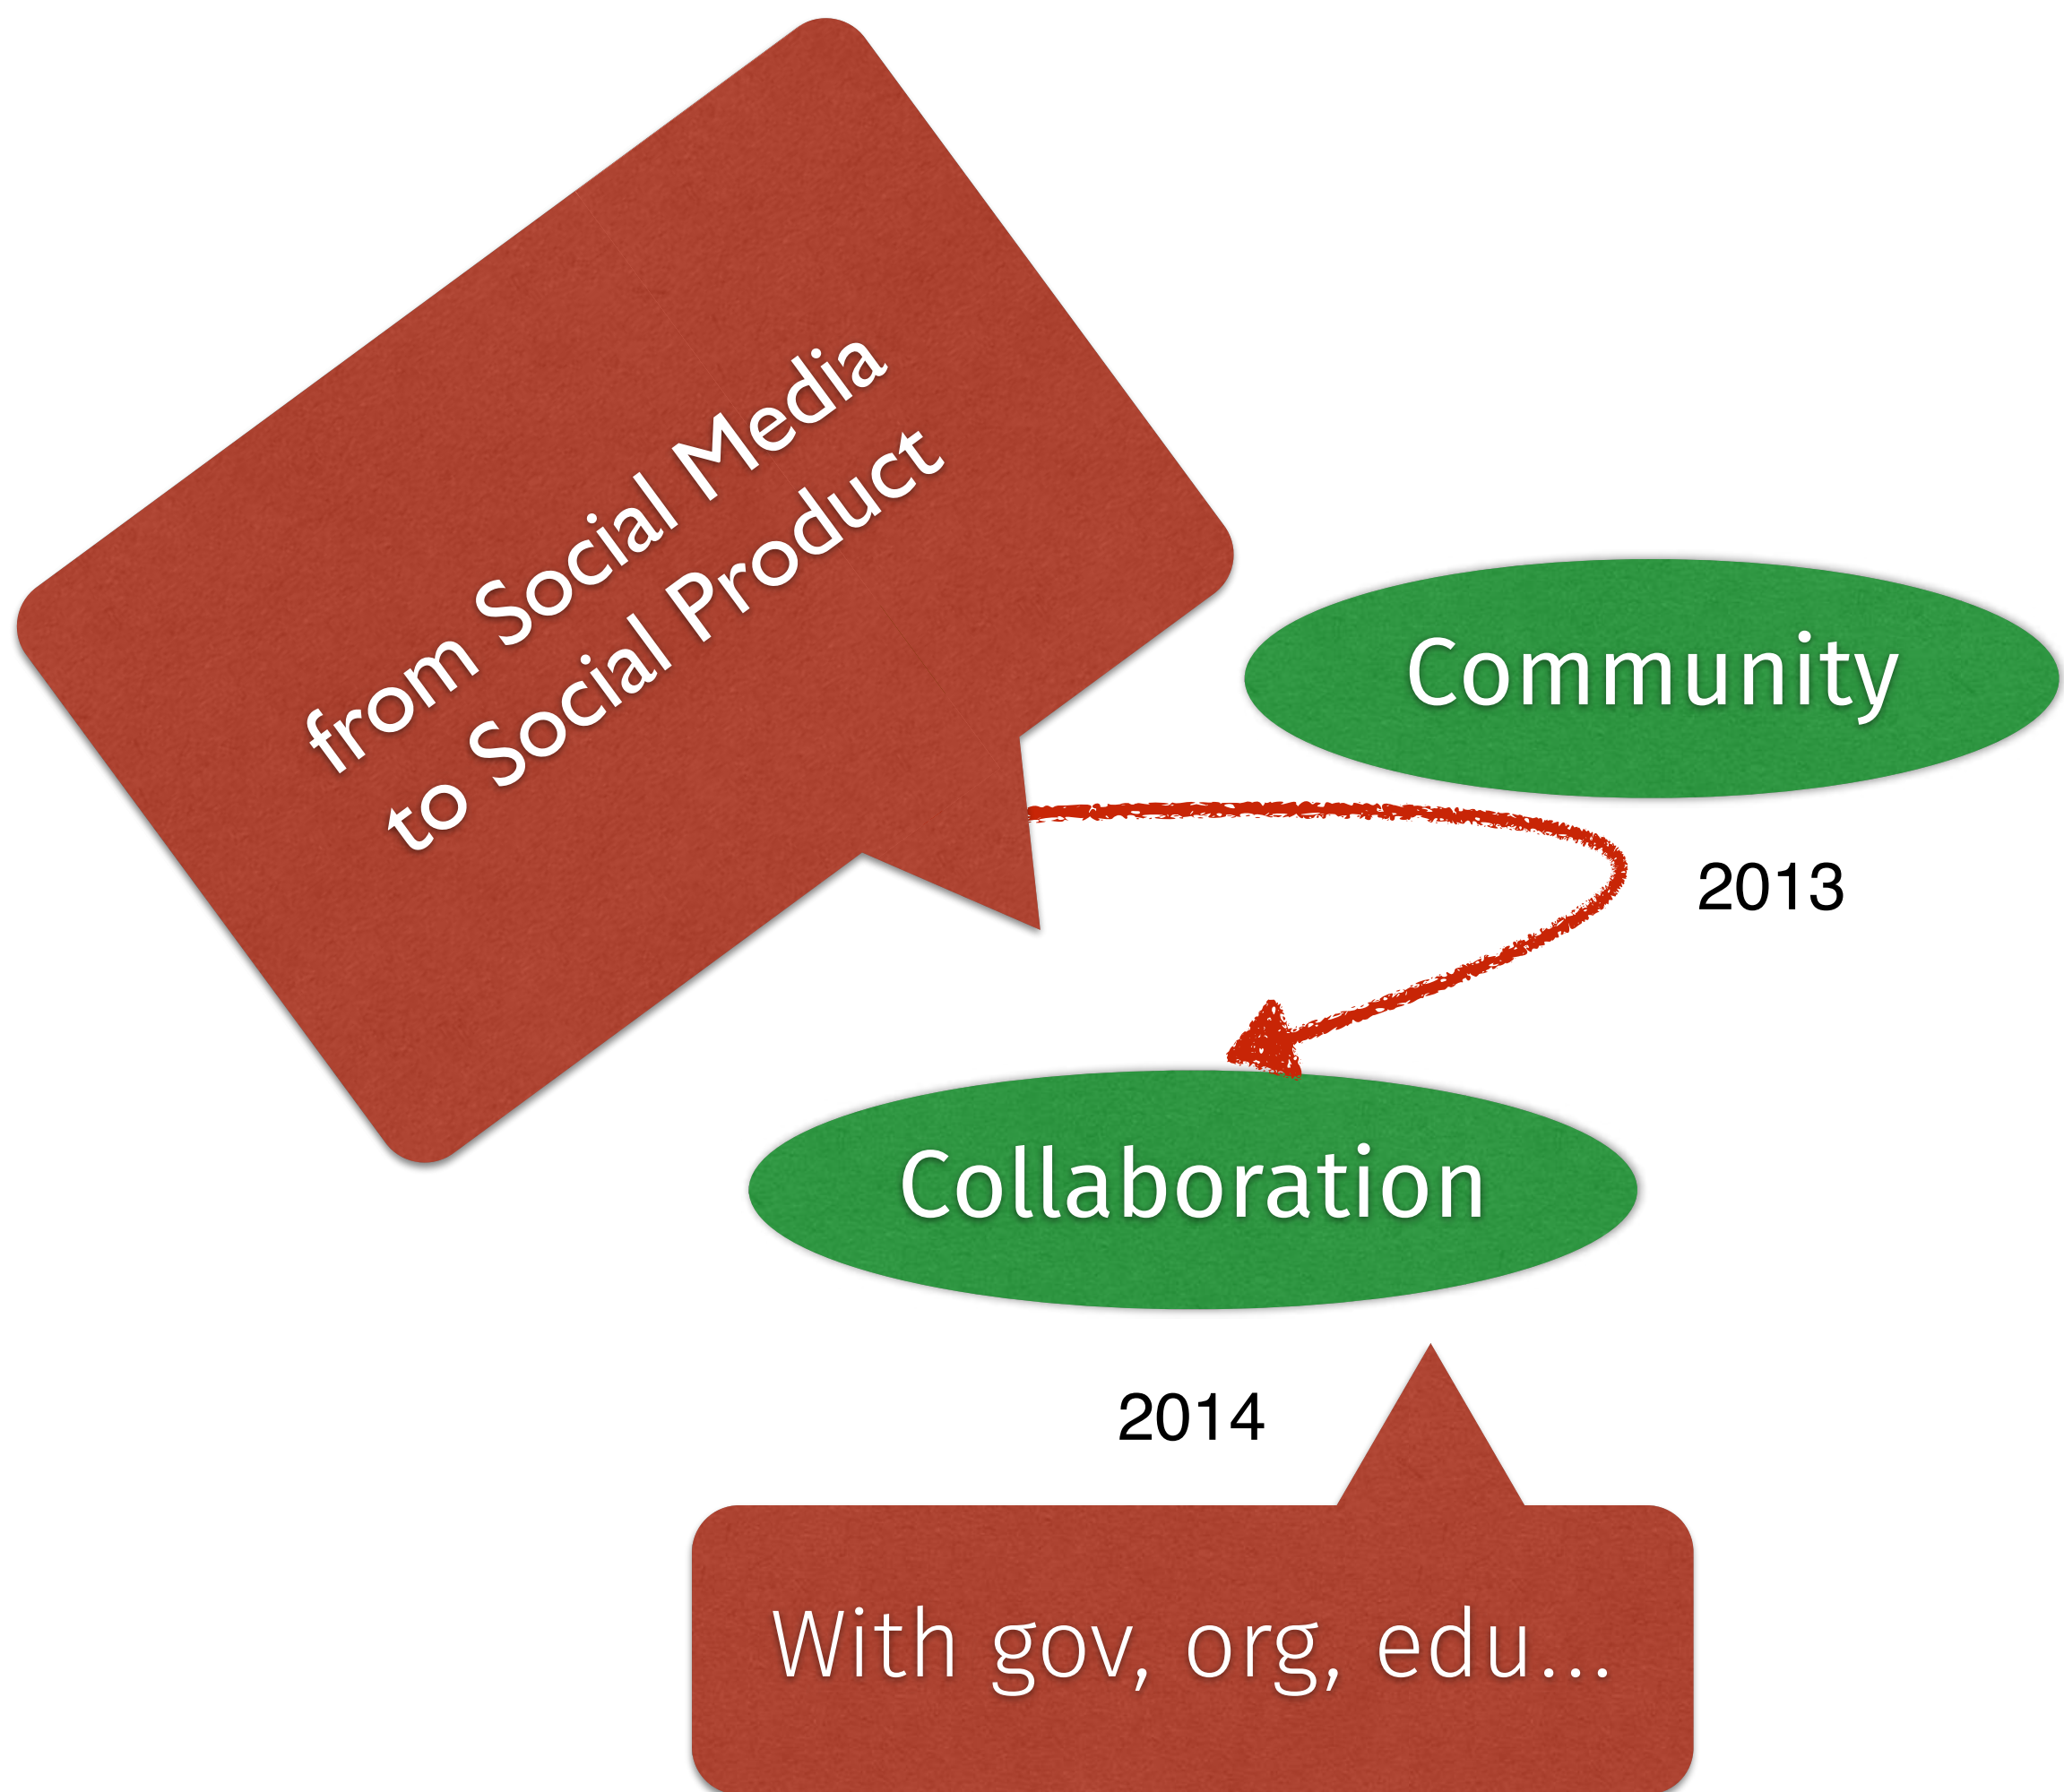 from Social Media
to Social Product
Community
2013
Collaboration
2014
With gov, org, edu...